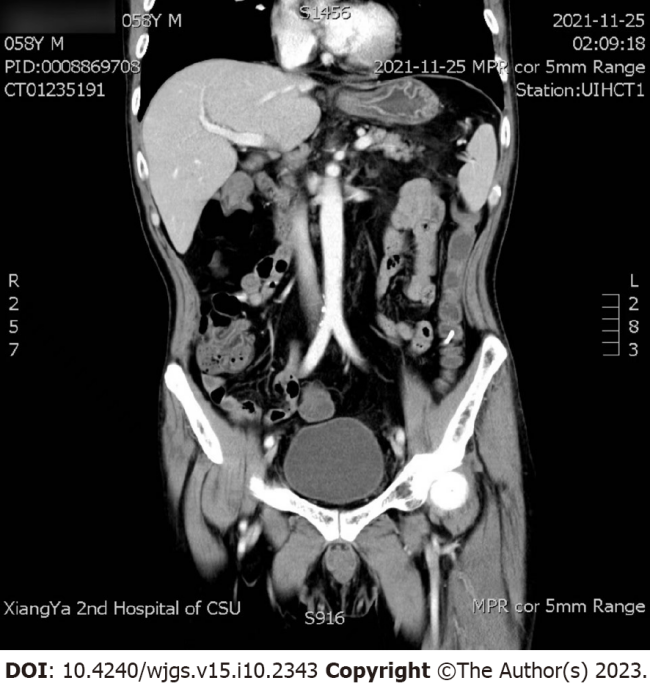 058Y M
S1456
2021-11-25
058Y M
02:09:18
PID:0008869708
2021-11-25 MPR cor 5mm Range
CT01235191
Station:UIHCT1
R
2
5
7
L
2
8
3
XiangYa 2nd Hospital of CSU
S916
MPR cor 5mm Range
DOI: 10.4240/wjgs.v15.i10.2343 Copyright ©The Author(s) 2023.